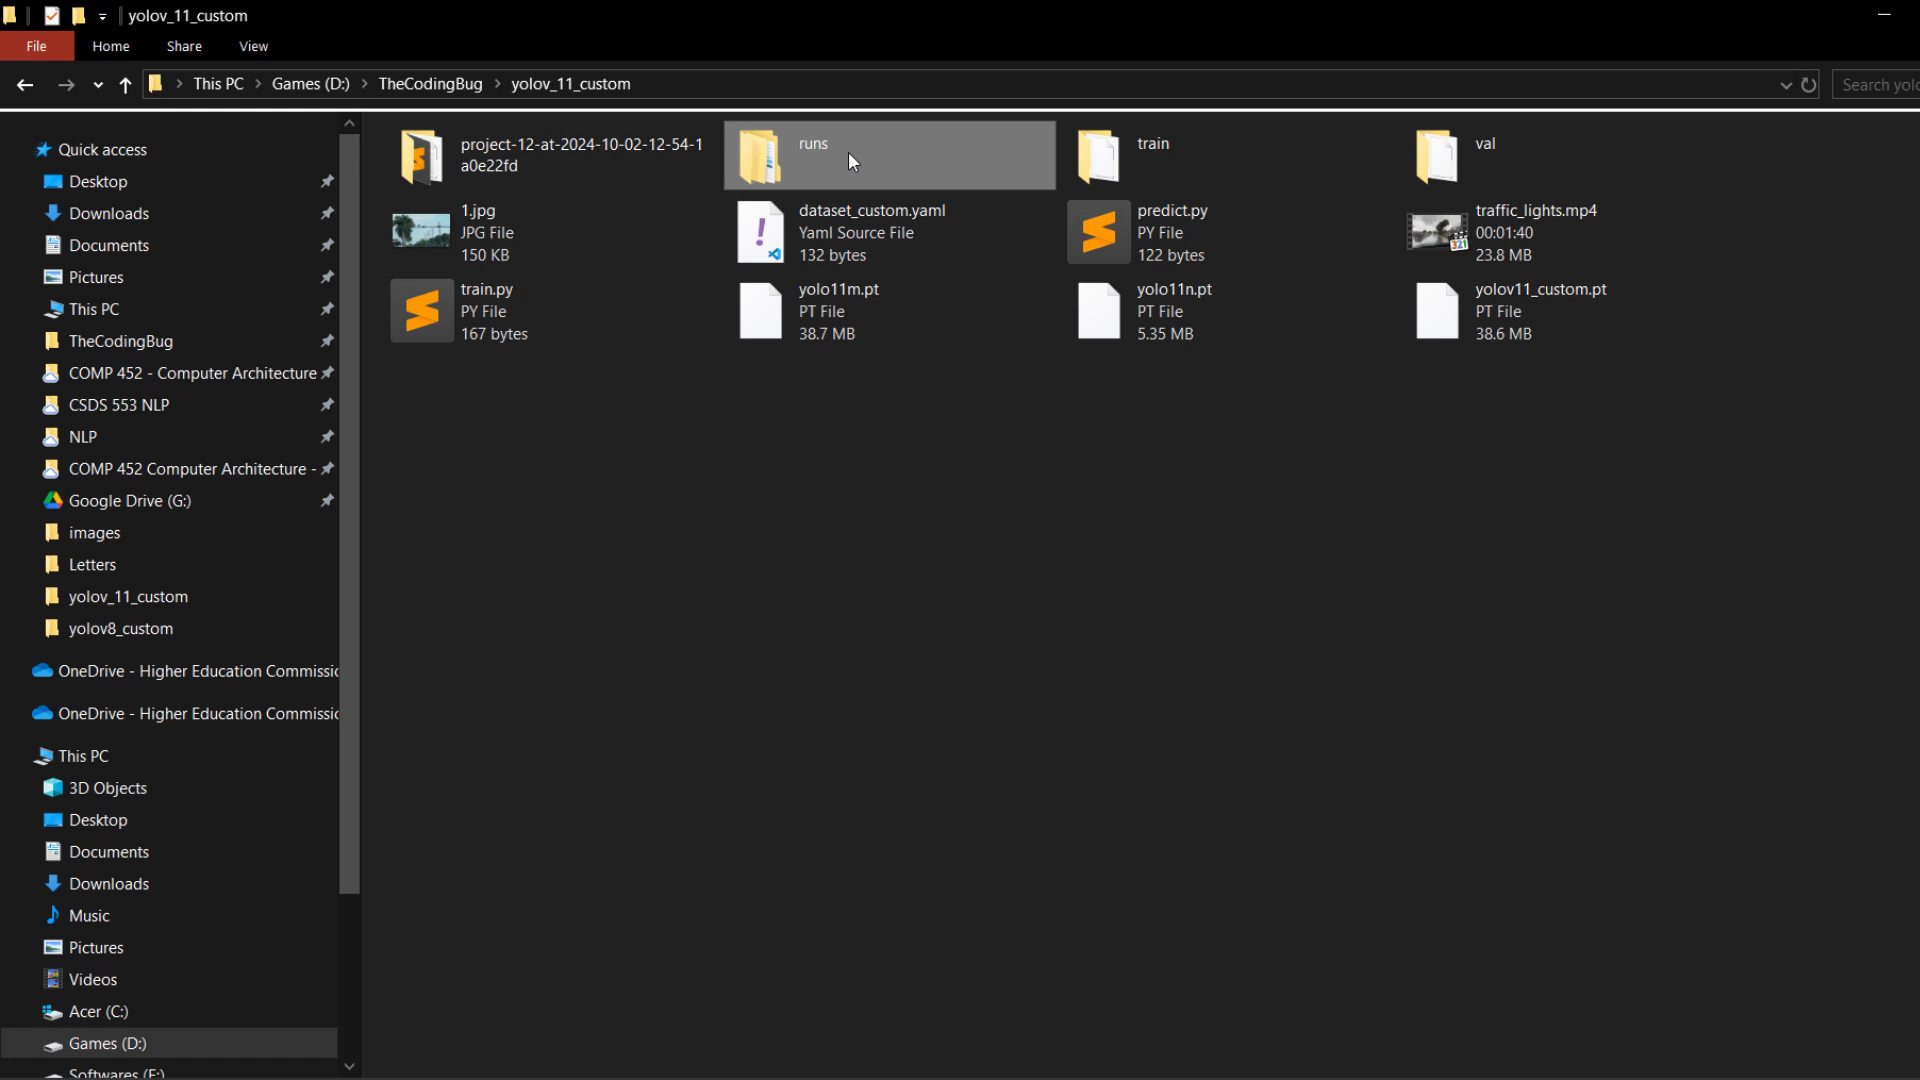 yolov_11_custom
File Home Share View
This PC > Games (D:) > TheCodingBug > yolov_11_custom
Quick access
Desktop
Downloads
Documents
Pictures
This PC
TheCodingBug
COMP 452 - Computer Architecture
CSDS 553 NLP
NLP
COMP 452 Computer Architecture -
Google Drive (G:)
images
Letters
yolov_11_custom
yolov8_custom
OneDrive - Higher Education
OneDrive - Higher Education
This PC
3D Objects
Desktop
Documents
Downloads
Music
Pictures
Videos
Acer (C:)
Games (D:)
project-12-at-2024-10-02-12-54-1
a0e22fd
runs
train
val
1.jpg
JPG File
150 KB
dataset_custom.yaml
Yaml Source File
132 bytes
predict.py
PY File
122 bytes
traffic_lights.mp4
00:01:40
23.8 MB
train.py
PY File
167 bytes
yolo11m.pt
PT File
38.7 MB
yolo11n.pt
PT File
5.35 MB
yolov11_custom.pt
PT File
38.6 MB
Search